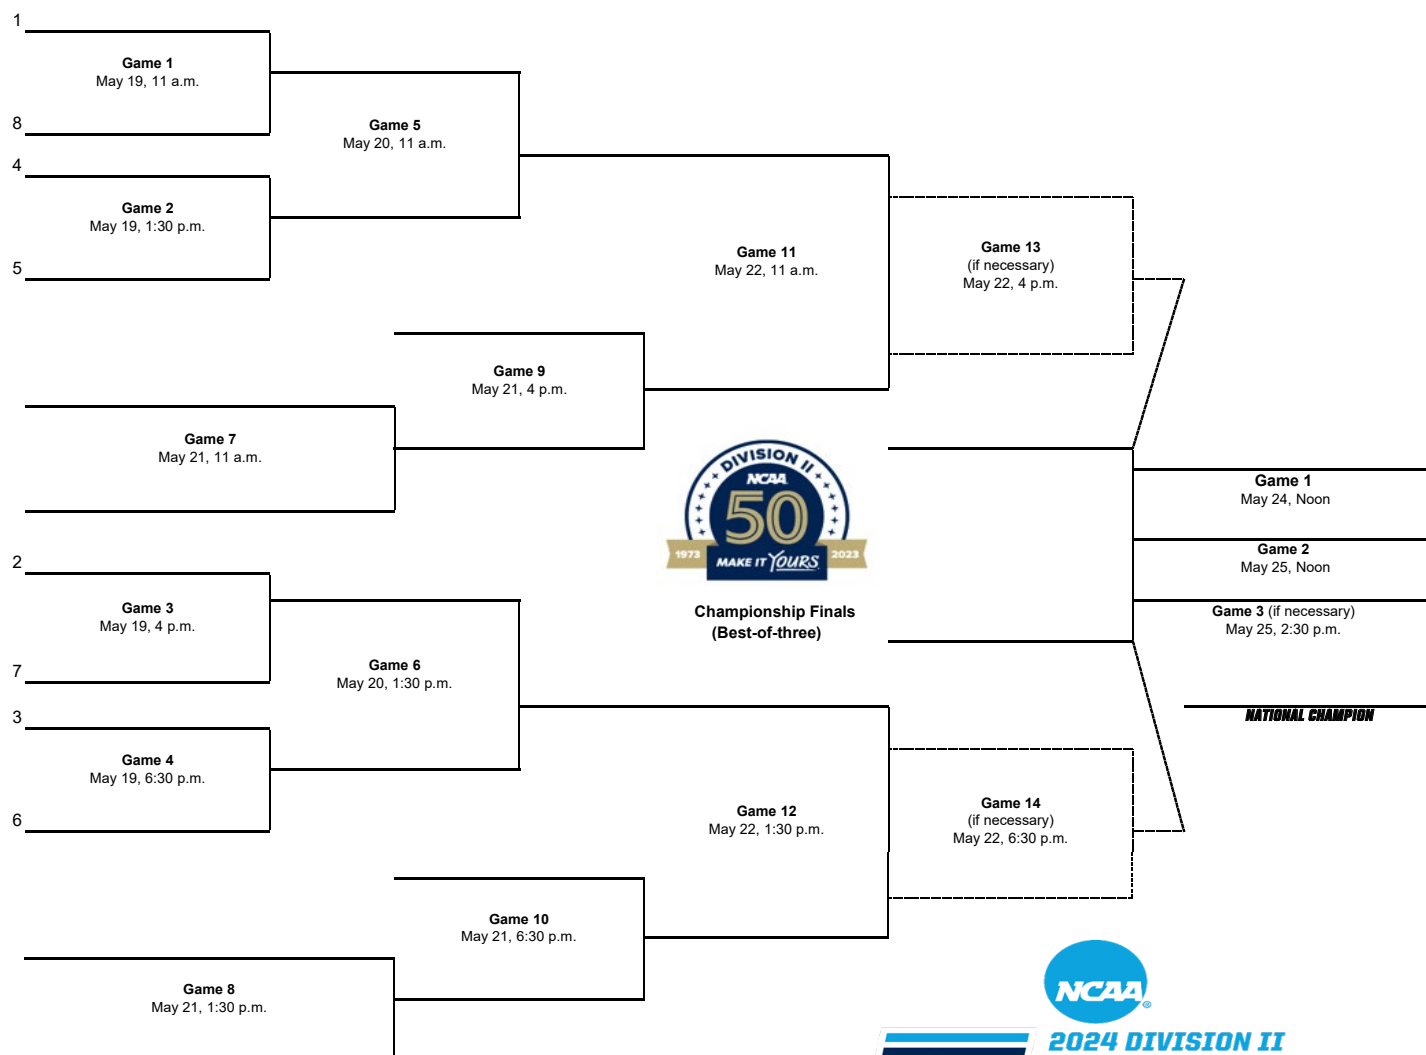 1
Game 1
May 19, 11 a.m.
8
Game 5
May 20, 11 a.m.
4
Game 2
May 19, 1:30 p.m.
5
Game 11
May 22, 11 a.m.
Game 13
(if necessary)
May 22, 4 p.m.
Game 9
May 21, 4 p.m.
Game 7
May 21, 11 a.m.
DIVISION II
NCAA
50
1973
2023
MAKE IT YOURS
Championship Finals
(Best-of-three)
Game 1
May 24, Noon
Game 2
May 25, Noon
Game 3 (if necessary)
May 25, 2:30 p.m.
NATIONAL CHAMPION
2
Game 3
May 19, 4 p.m.
7
Game 6
May 20, 1:30 p.m.
3
Game 4
May 19, 6:30 p.m.
6
Game 12
May 22, 1:30 p.m.
Game 14
(if necessary)
May 22, 6:30 p.m.
Game 10
May 21, 6:30 p.m.
Game 8
May 21, 1:30 p.m.
NCAA®
2024 DIVISION II